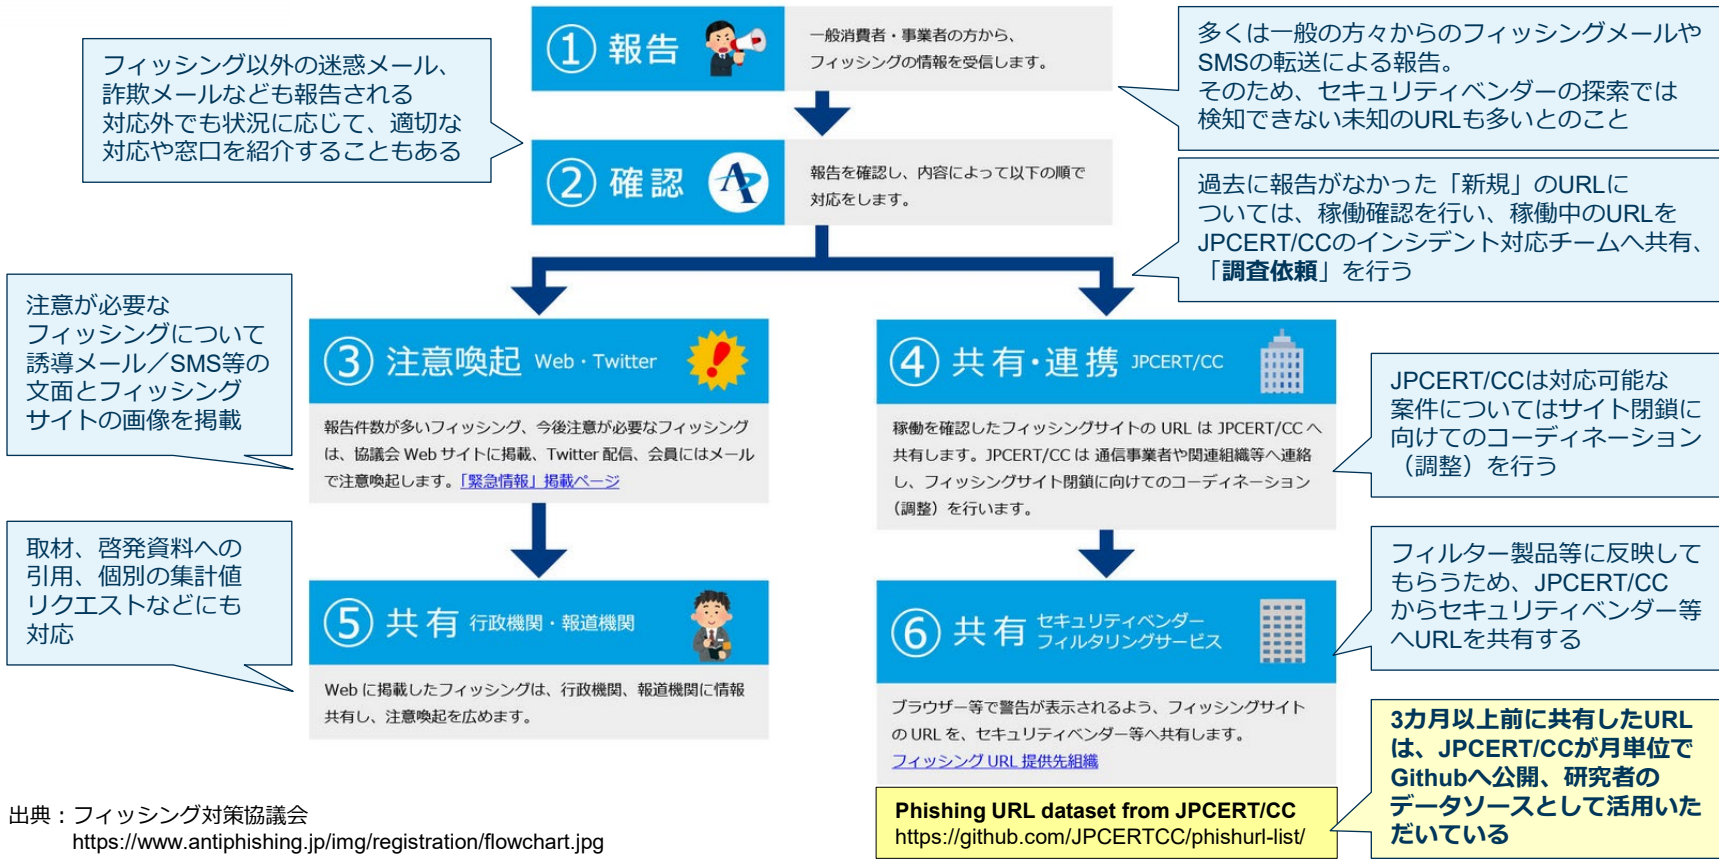 ① 報告
一般消費者・事業者の方から、
フィッシングの情報を受信します。
多くは一般の方々からのフィッシングメールや
SMSの転送による報告。
そのため、セキュリティベンダーの探索では
検知できない未知のURLも多いとのこと
フィッシング以外の迷惑メール、
詐欺メールなども報告される
対応外でも状況に応じて、適切な
対応や窓口を紹介することもある
② 確認
報告を確認し、内容によって以下の順で
対応をします。
過去に報告がなかった「新規」のURLに
ついては、稼働確認を行い、稼働中のURLを
JPCERT/CCのインシデント対応チームへ共有、
「調査依頼」を行う
注意が必要な
フィッシングについて
誘導メール／SMS等の
文面とフィッシング
サイトの画像を掲載
③ 注意喚起 Web・Twitter
報告件数が多いフィッシング、今後注意が必要なフィッシング
は、協議会 Web サイトに掲載、Twitter 配信、会員にはメール
で注意喚起します。「緊急情報」掲載ページ
④ 共有・連携 JPCERT/CC
稼働を確認したフィッシングサイトの URL は JPCERT/CC へ
共有します。JPCERT/CC は 通信事業者や関連組織等へ連絡
し、フィッシングサイト閉鎖に向けてのコーディネーション
（調整）を行います。
JPCERT/CCは対応可能な
案件についてはサイト閉鎖に
向けてのコーディネーション
（調整）を行う
取材、啓発資料への
引用、個別の集計値
リクエストなどにも
対応
⑤ 共有 行政機関・報道機関
Web に掲載したフィッシングは、行政機関、報道機関に情報
共有し、注意喚起を広めます。
⑥ 共有 セキュリティベンダー
フィルタリングサービス
ブラウザー等で警告が表示されるよう、フィッシングサイト
の URL を、セキュリティベンダー等へ共有します。
フィッシング URL 提供先組織
フィルター製品等に反映して
もらうため、JPCERT/CC
からセキュリティベンダー等
へURLを共有する
3カ月以上前に共有したURL
は、JPCERT/CCが月単位で
Githubへ公開、研究者の
データソースとして活用いた
だいている
Phishing URL dataset from JPCERT/CC
https://github.com/JPCERTCC/phishurl-list/
出典：フィッシング対策協議会
https://www.antiphishing.jp/img/registration/flowchart.jpg